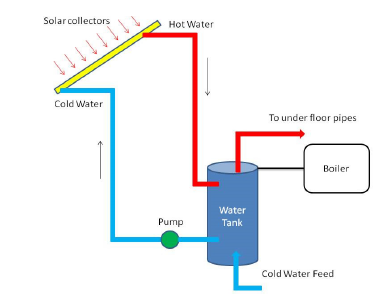 Solar collectors
Hot Water
Cold Water
To under floor pipes
Boiler
Water
Tank
Pump
Cold Water Feed